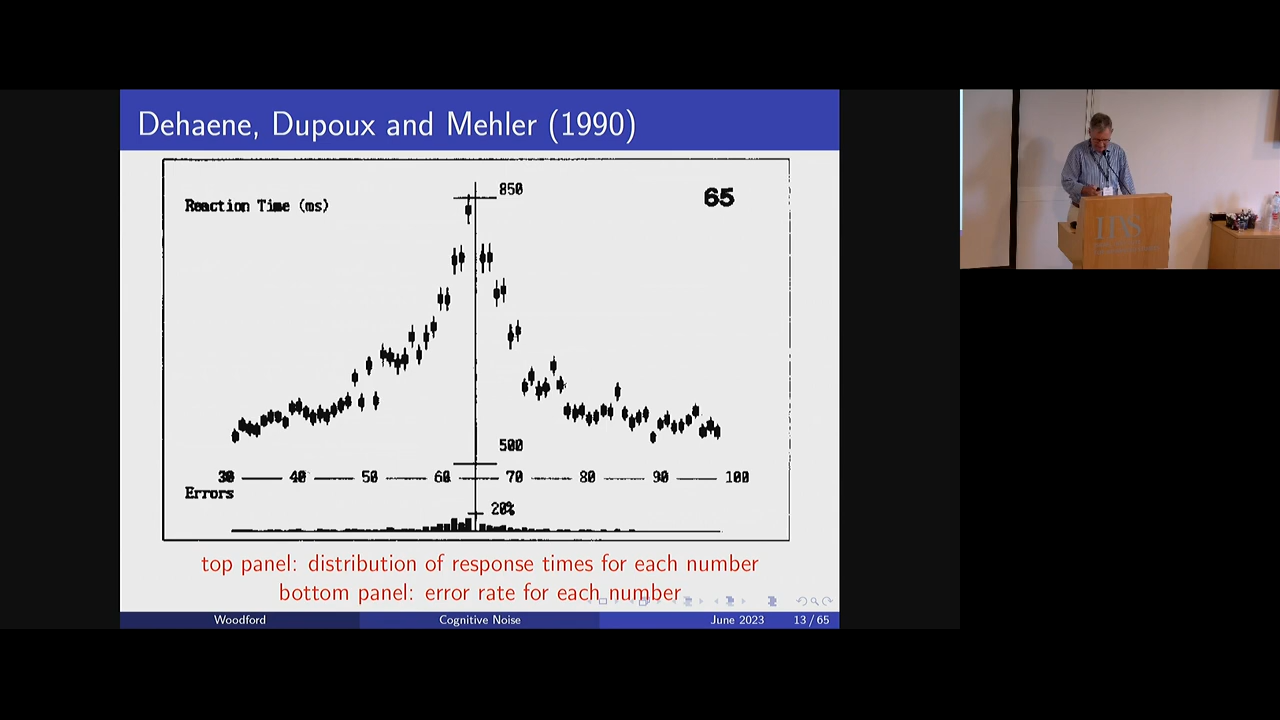 Dehaene, Dupoux and Mehler (1990)
850
65
Reaction Time (ms)
500
30 40 50 60 70 80 90 100
Errors
20%
top panel: distribution of response times for each number
bottom panel: error rate for each number
Woodford Cognitive Noise June 2023 13 / 65